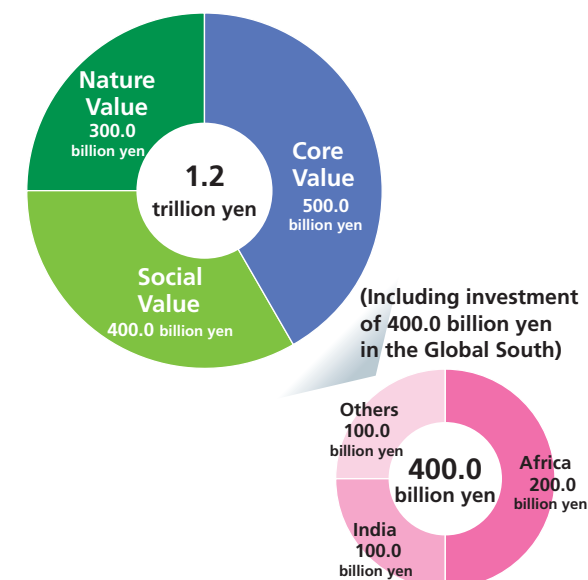 Nature
Value
300.0
billion yen
1.2
trillion yen
Core
Value
500.0
billion yen
Social
Value
400.0 billion yen
(Including investment
of 400.0 billion yen
in the Global South)
Others
100.0
billion yen
400.0
billion yen
Africa
200.0
billion yen
India
100.0
billion yen